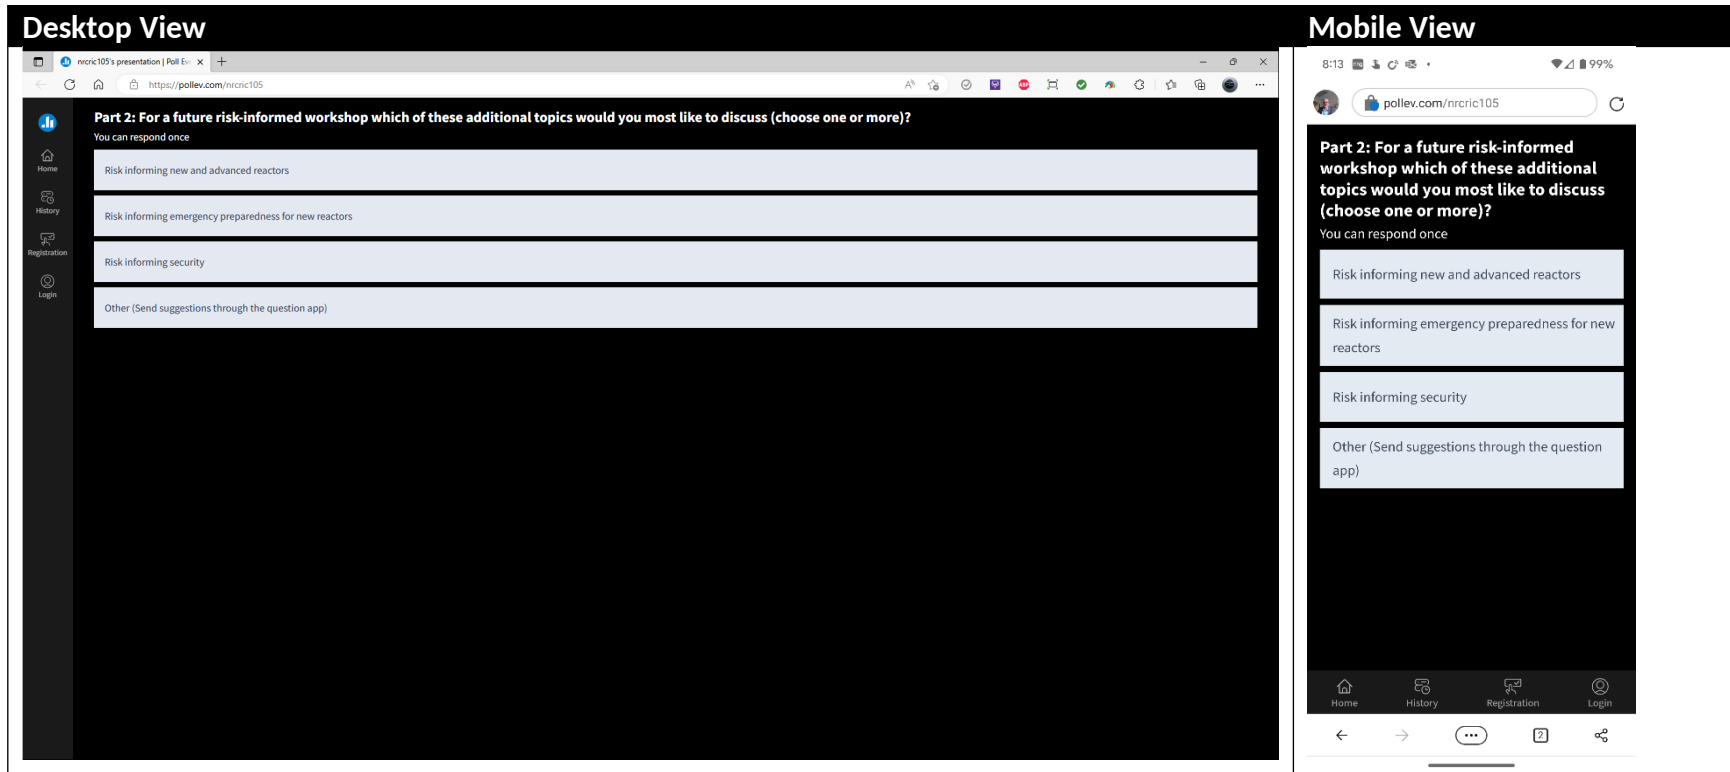 Desktop View
nrcric105's presentation | Poll Ev
https://pollev.com/nrcric105
Part 2: For a future risk-informed workshop which of these additional topics would you most like to discuss (choose one or more)?
You can respond once
Home
History
Registration
Login
Risk informing new and advanced reactors
Risk informing emergency preparedness for new reactors
Risk informing security
Other (Send suggestions through the question app)
Mobile View
8:13
99%
pollev.com/nrcric105
Part 2: For a future risk-informed
workshop which of these additional
topics would you most like to discuss
(choose one or more)?
You can respond once
Risk informing new and advanced reactors
Risk informing emergency preparedness for new
reactors
Risk informing security
Other (Send suggestions through the question
app)
Home
History
Registration
Login
2